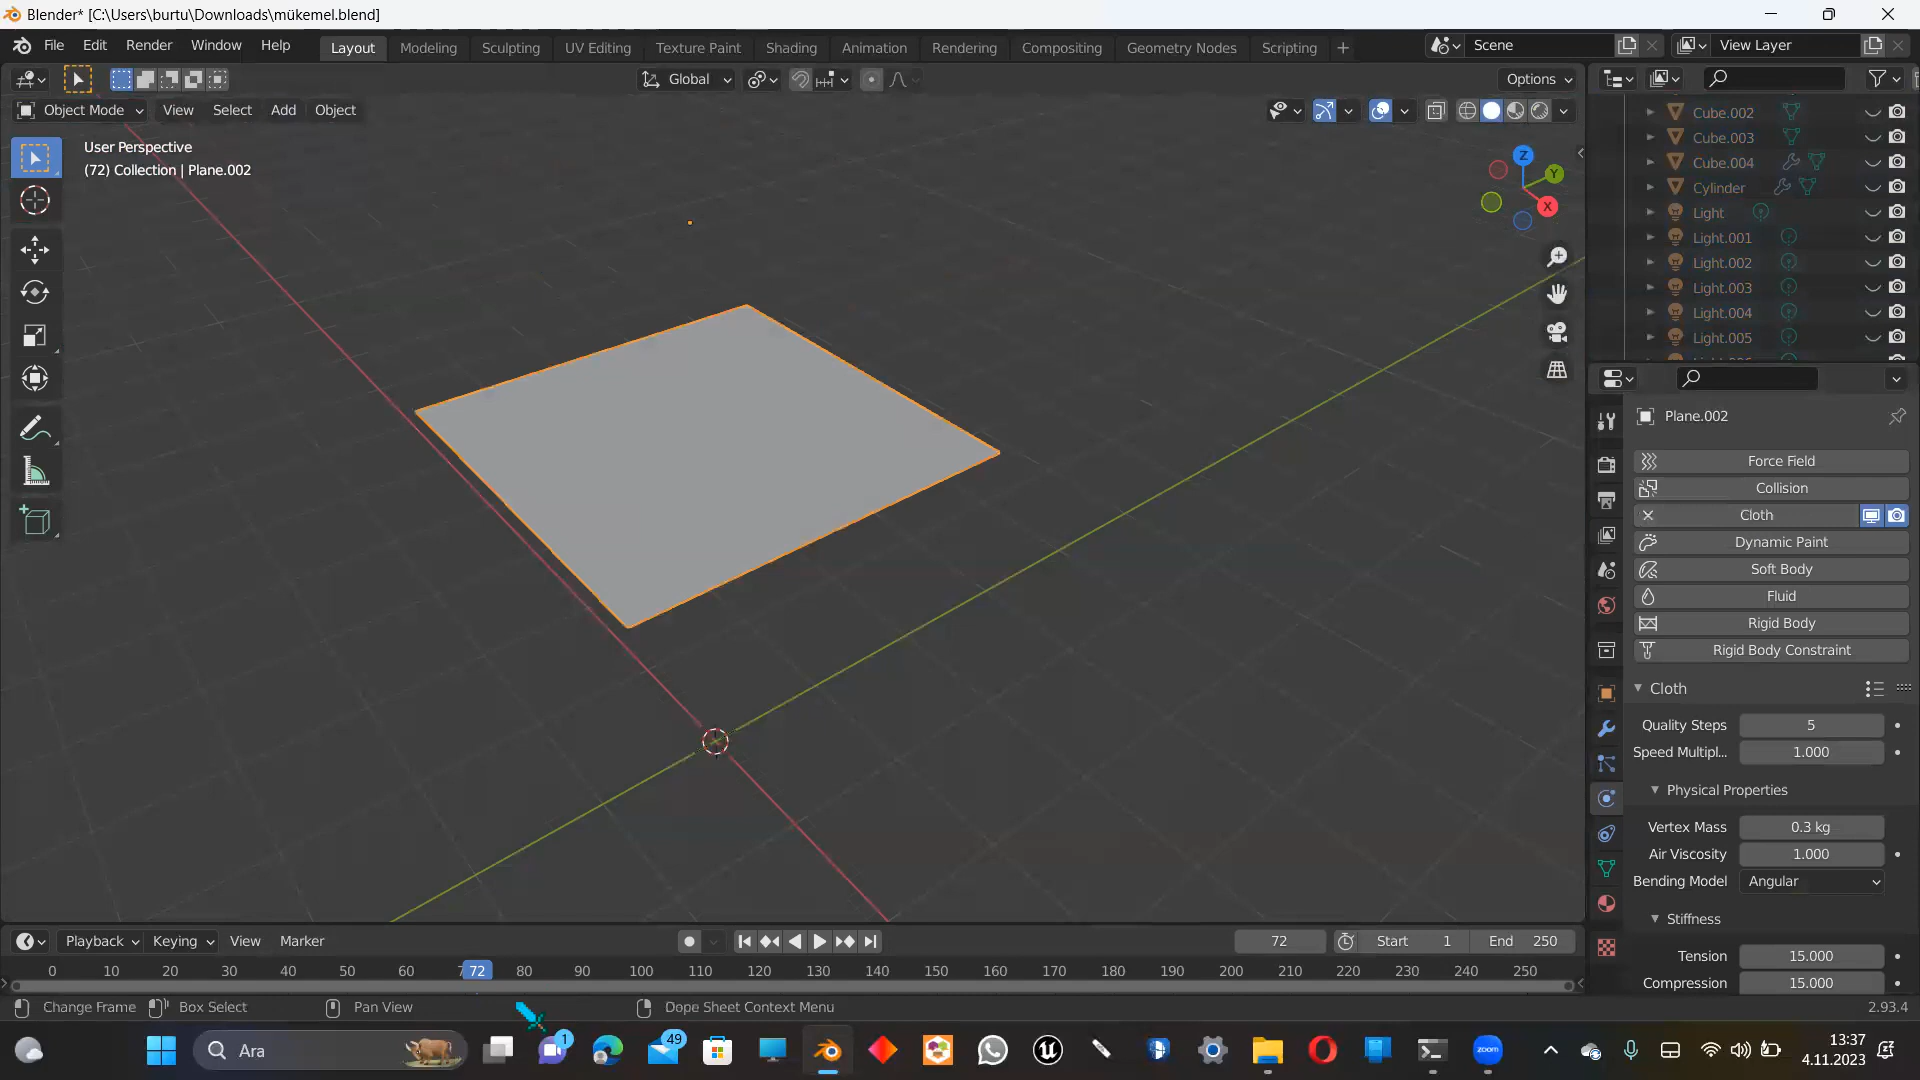 Blender* [C:\Users\burtu\Downloads\mükemel.blend]
File Edit Render Window Help
Layout Modeling Sculpting UV Editing Texture Paint Shading Animation Rendering Compositing Geometry Nodes Scripting +
Scene
View Layer
Global
Options
Object Mode View Select Add Object
User Perspective
(72) Collection | Plane.002
Z
Y
X
Cube.002
Cube.003
Cube.004
Cylinder
Light
Light.001
Light.002
Light.003
Light.004
Light.005
Plane.002
Force Field
Collision
Cloth
Dynamic Paint
Soft Body
Fluid
Rigid Body
Rigid Body Constraint
Cloth
Quality Steps 5
Speed Multipl... 1.000
Physical Properties
Vertex Mass 0.3 kg
Air Viscosity 1.000
Bending Model Angular
Stiffness
Tension 15.000
Compression 15.000
Playback Keying View Marker
72 Start 1 End 250
0 10 20 30 40 50 60 72 80 90 100 110 120 130 140 150 160 170 180 190 200 210 220 230 240 250
Change Frame Box Select Pan View Dope Sheet Context Menu 2.93.4
Ara
1
49
zoom
13:37
4.11.2023